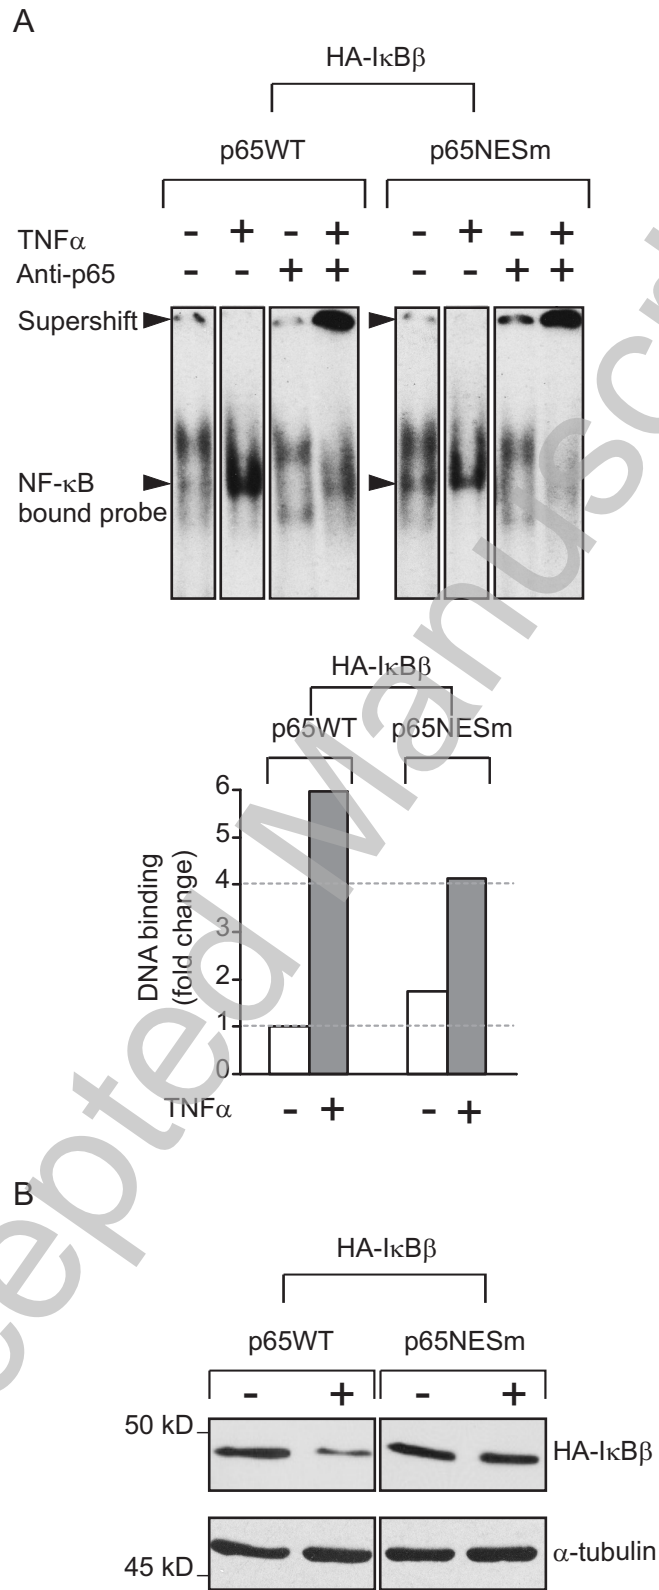 A
HA-IκBβ
p65WT p65NESm
TNFα - + - + - + - +
Anti-p65 - - + + - - + +
Supershift
NF-κB
bound probe
HA-IκBβ
p65WT p65NESm
DNA binding
(fold change)
6
5
4
3
2
1
0
TNFα - + - +
B
HA-IκBβ
p65WT p65NESm
- + - +
50 kD
HA-IκBβ
α-tubulin
45 kD
cepted Manuscript